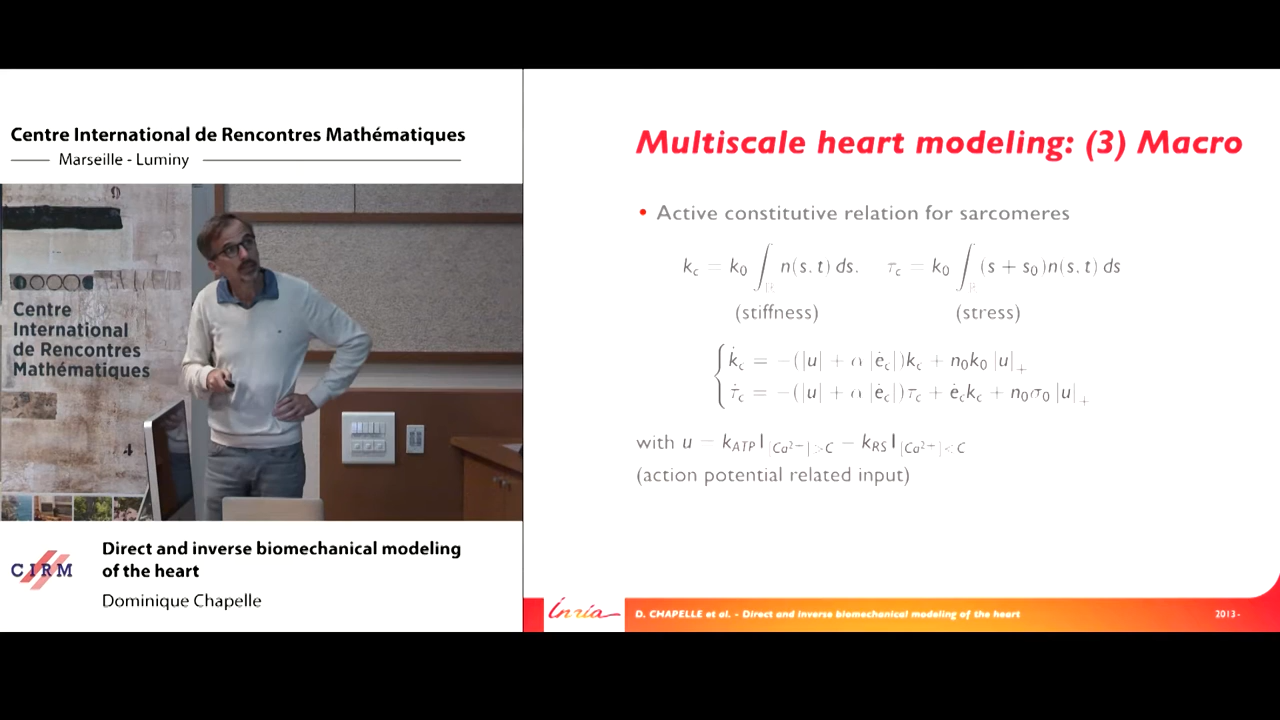 Centre International de Rencontres Mathématiques
Marseille - Luminy
Centre
International
de Rencontres
Mathématiques
CIRM
Direct and inverse biomechanical modeling
of the heart
Dominique Chapelle
Multiscale heart modeling: (3) Macro
• Active constitutive relation for sarcomeres
k_c = k_0 ∫_ℝ n(s, t) ds, τ_c = k_0 ∫_ℝ (s + s_0)n(s, t) ds
(stiffness) (stress)
k̇_c = −(|u| + α |ė_c|)k_c + n_0k_0 |u|_+
τ̇_c = −(|u| + α |ė_c|)τ_c + ė_ck_c + n_0σ_0 |u|_+
with u = k_ATP 1_[Ca²⁺]>C − k_RS 1_[Ca²⁺]<C
(action potential related input)
Inria
D. CHAPELLE et al. - Direct and inverse biomechanical modeling of the heart
2013-